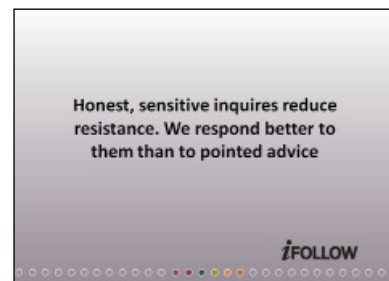 Honest, sensitive inquires reduce
resistance. We respond better to
them than to pointed advice
iFOLLOW